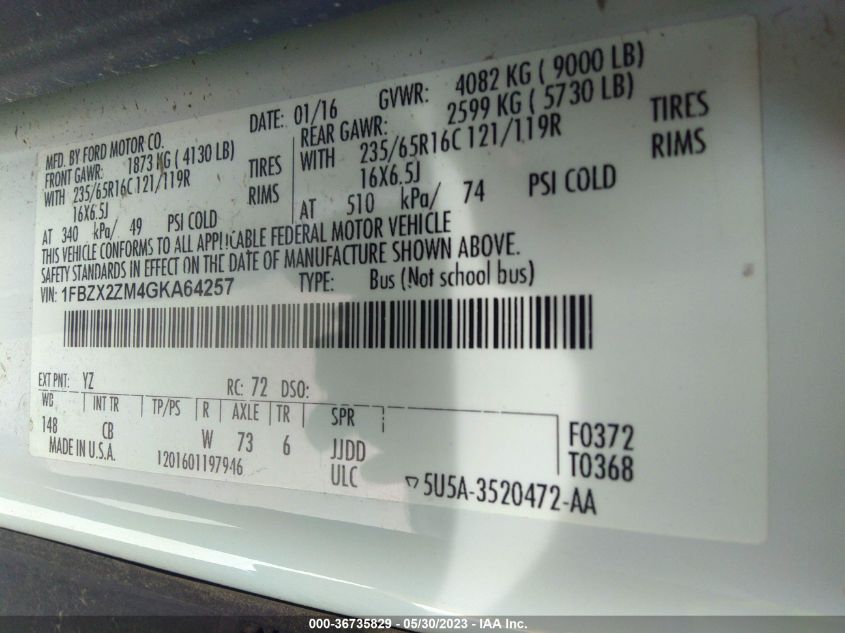 MFD. BY FORD MOTOR CO.
DATE: 01/16 GVWR: 4082 KG ( 9000 LB)
FRONT GAWR: 1873 KG ( 4130 LB)
REAR GAWR: 2599 KG ( 5730 LB)
WITH 235/65R16C 121/119R TIRES
WITH 235/65R16C 121/119R TIRES
16X6.5J RIMS
16X6.5J RIMS
AT 340 kPa/ 49 PSI COLD
AT 510 kPa/ 74 PSI COLD
THIS VEHICLE CONFORMS TO ALL APPLICABLE FEDERAL MOTOR VEHICLE
SAFETY STANDARDS IN EFFECT ON THE DATE OF MANUFACTURE SHOWN ABOVE.
VIN: 1FBZX2ZM4GKA64257 TYPE: Bus (Not school bus)
EXT PNT: YZ RC: 72 DSO:
WB INT TR TP/PS R AXLE TR SPR
148 CB W 73 6 JJDD
MADE IN U.S.A. 1201601197946 ULC
F0372
T0368
5U5A-3520472-AA
000-36735829 - 05/30/2023 - IAA Inc.